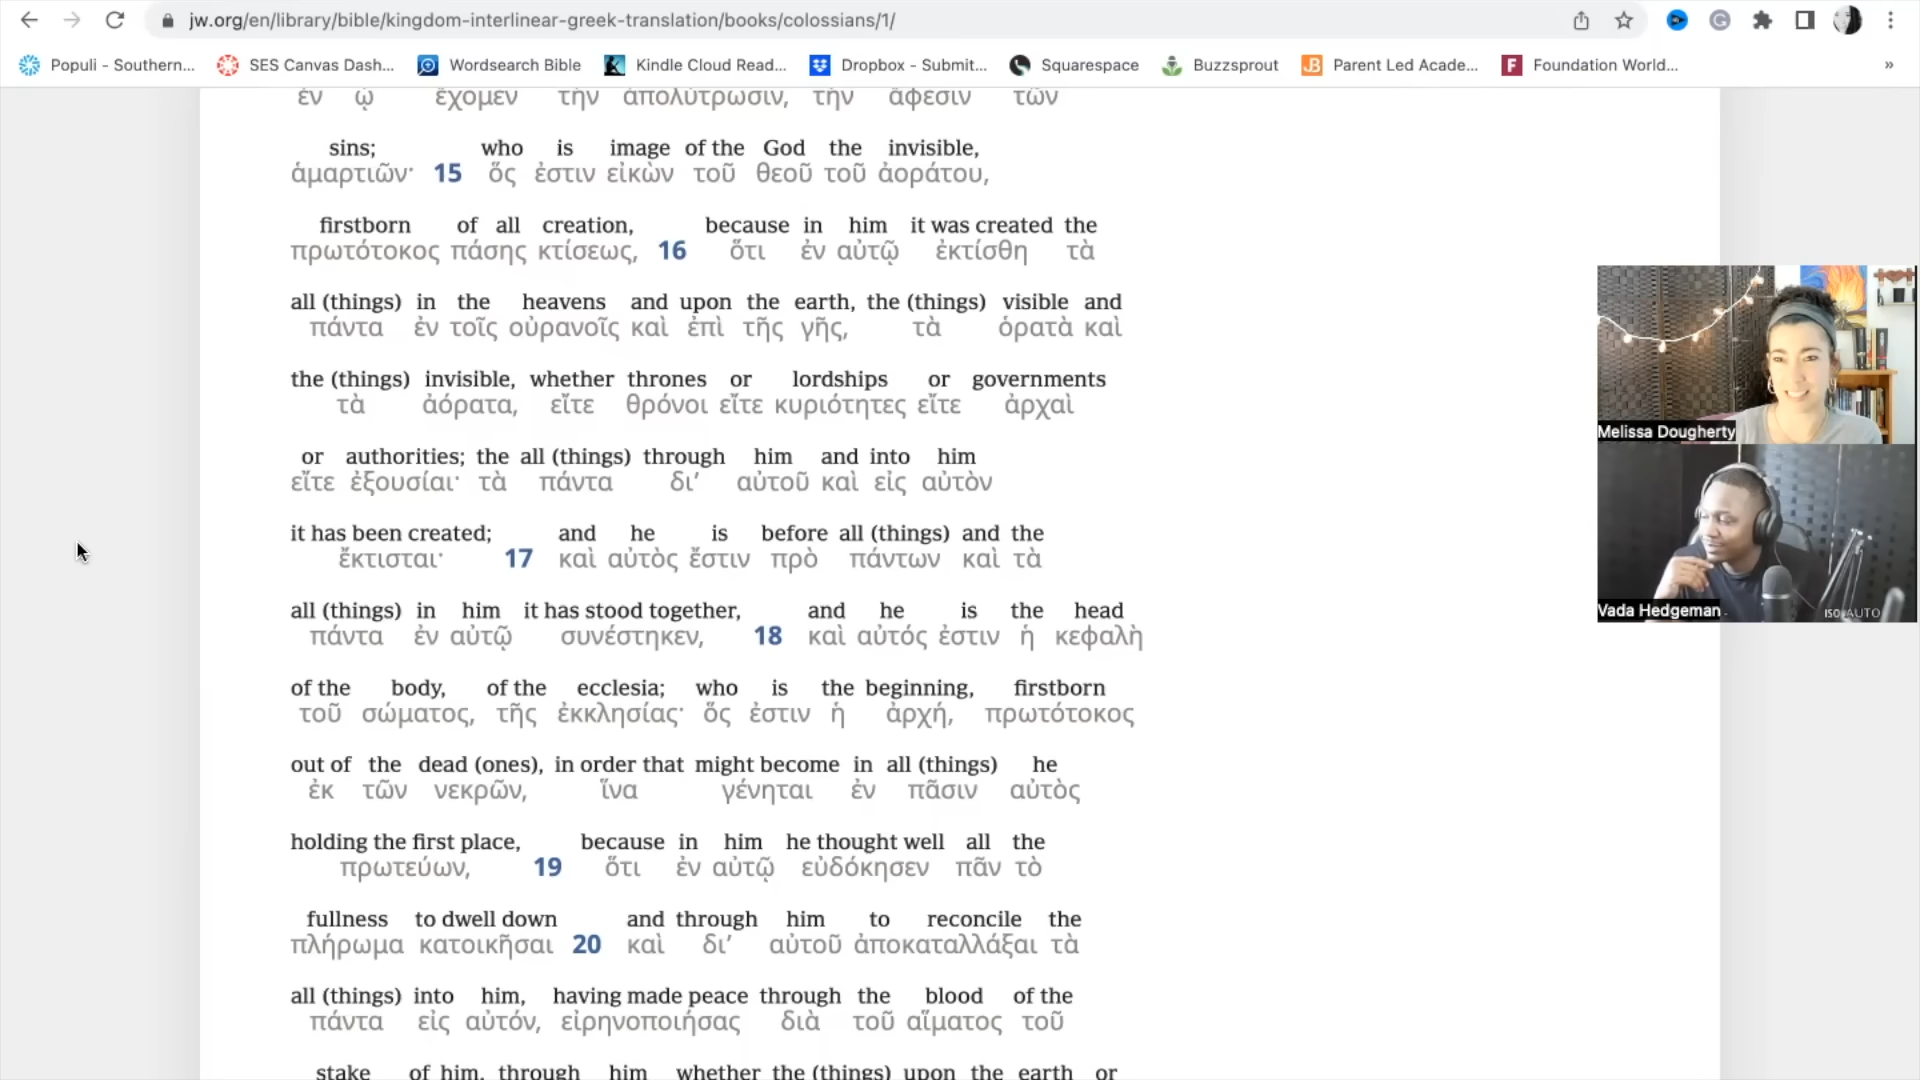 jw.org/en/library/bible/kingdom-interlinear-greek-translation/books/colossians/1/
Populi - Southern... SES Canvas Dash... Wordsearch Bible Kindle Cloud Read... Dropbox - Submit... Squarespace Buzzsprout Parent Led Acade... Foundation World... »
ἐν ᾧ ἔχομεν τὴν ἀπολύτρωσιν, τὴν ἄφεσιν τῶν
sins; who is image of the God the invisible,
ἁμαρτιῶν· 15 ὅς ἐστιν εἰκὼν τοῦ θεοῦ τοῦ ἀοράτου,
firstborn of all creation, because in him it was created the
πρωτότοκος πάσης κτίσεως, 16 ὅτι ἐν αὐτῷ ἐκτίσθη τὰ
all (things) in the heavens and upon the earth, the (things) visible and
πάντα ἐν τοῖς οὐρανοῖς καὶ ἐπὶ τῆς γῆς, τὰ ὁρατὰ καὶ
the (things) invisible, whether thrones or lordships or governments
τὰ ἀόρατα, εἴτε θρόνοι εἴτε κυριότητες εἴτε ἀρχαὶ
or authorities; the all (things) through him and into him
εἴτε ἐξουσίαι· τὰ πάντα δι’ αὐτοῦ καὶ εἰς αὐτὸν
it has been created; and he is before all (things) and the
ἔκτισται· 17 καὶ αὐτὸς ἔστιν πρὸ πάντων καὶ τὰ
all (things) in him it has stood together, and he is the head
πάντα ἐν αὐτῷ συνέστηκεν, 18 καὶ αὐτός ἐστιν ἡ κεφαλὴ
of the body, of the ecclesia; who is the beginning, firstborn
τοῦ σώματος, τῆς ἐκκλησίας· ὅς ἐστιν ἡ ἀρχή, πρωτότοκος
out of the dead (ones), in order that might become in all (things) he
ἐκ τῶν νεκρῶν, ἵνα γένηται ἐν πᾶσιν αὐτὸς
holding the first place, because in him he thought well all the
πρωτεύων, 19 ὅτι ἐν αὐτῷ εὐδόκησεν πᾶν τὸ
fullness to dwell down and through him to reconcile the
πλήρωμα κατοικῆσαι 20 καὶ δι’ αὐτοῦ ἀποκαταλλάξαι τὰ
all (things) into him, having made peace through the blood of the
πάντα εἰς αὐτόν, εἰρηνοποιήσας διὰ τοῦ αἵματος τοῦ
stake of him, through him whether the (things) upon the earth or
Melissa Dougherty
Vada Hedgeman
ISO AUTO